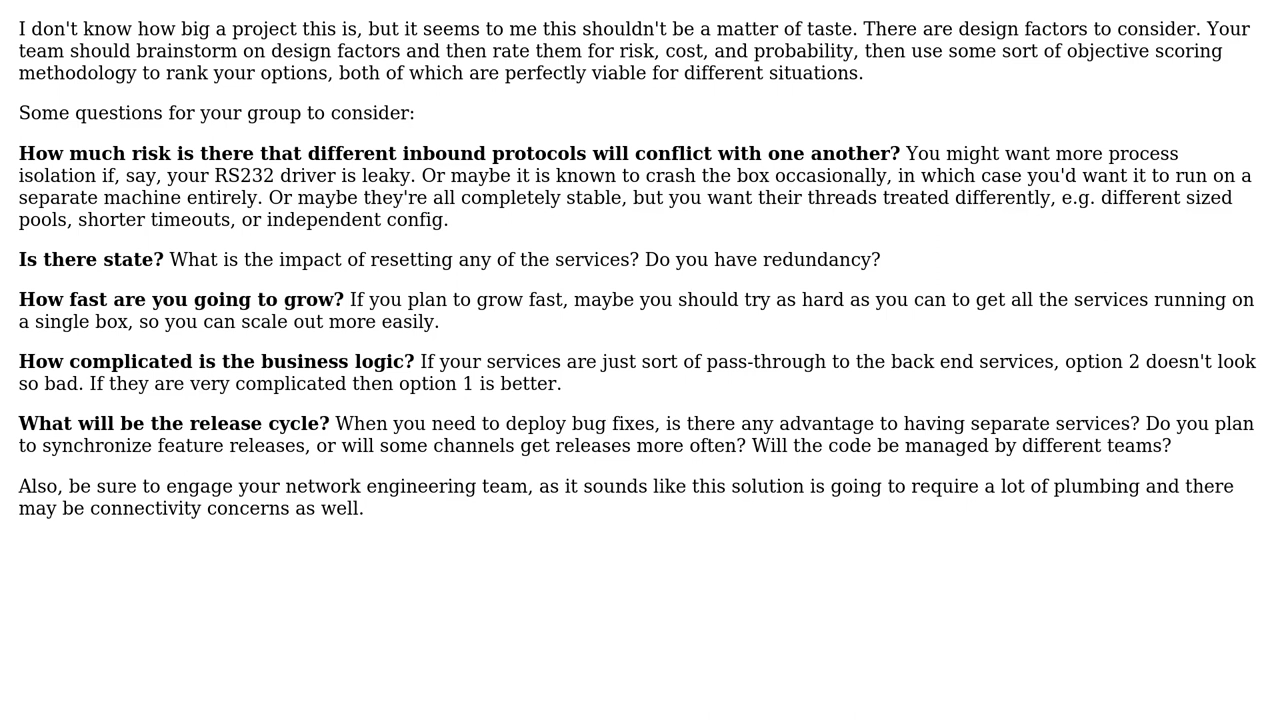 I don't know how big a project this is, but it seems to me this shouldn't be a matter of taste. There are design factors to consider. Your
team should brainstorm on design factors and then rate them for risk, cost, and probability, then use some sort of objective scoring
methodology to rank your options, both of which are perfectly viable for different situations.
Some questions for your group to consider:
How much risk is there that different inbound protocols will conflict with one another? You might want more process
isolation if, say, your RS232 driver is leaky. Or maybe it is known to crash the box occasionally, in which case you'd want it to run on a
separate machine entirely. Or maybe they're all completely stable, but you want their threads treated differently, e.g. different sized
pools, shorter timeouts, or independent config.
Is there state? What is the impact of resetting any of the services? Do you have redundancy?
How fast are you going to grow? If you plan to grow fast, maybe you should try as hard as you can to get all the services running on
a single box, so you can scale out more easily.
How complicated is the business logic? If your services are just sort of pass-through to the back end services, option 2 doesn't look
so bad. If they are very complicated then option 1 is better.
What will be the release cycle? When you need to deploy bug fixes, is there any advantage to having separate services? Do you plan
to synchronize feature releases, or will some channels get releases more often? Will the code be managed by different teams?
Also, be sure to engage your network engineering team, as it sounds like this solution is going to require a lot of plumbing and there
may be connectivity concerns as well.